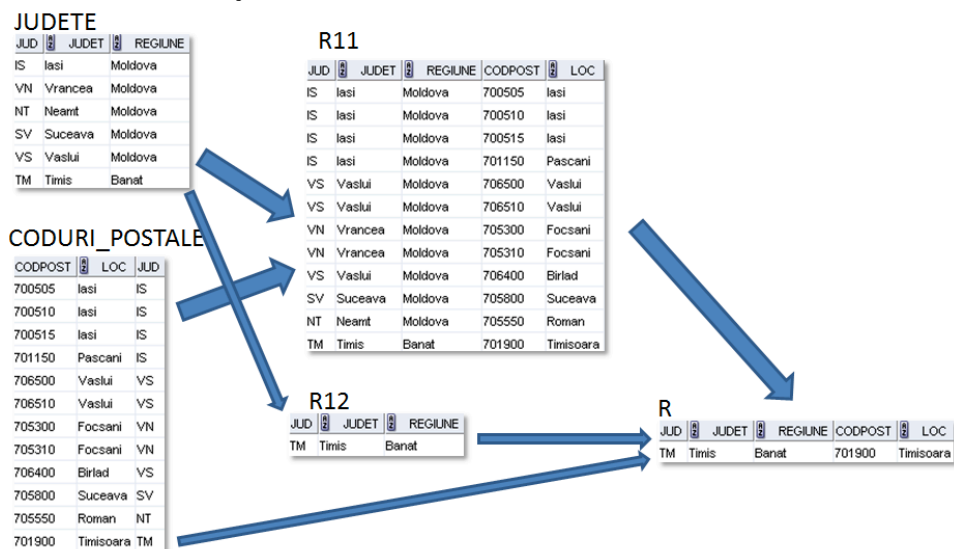 JUDETE
JUD JUDET REGIUNE
IS Iasi Moldova
VN Vrancea Moldova
NT Neamt Moldova
SV Suceava Moldova
VS Vaslui Moldova
TM Timis Banat
CODURI_POSTALE
CODPOST LOC JUD
700505 Iasi IS
700510 Iasi IS
700515 Iasi IS
701150 Pascani IS
706500 Vaslui VS
706510 Vaslui VS
705300 Focsani VN
705310 Focsani VN
706400 Birlad VS
705800 Suceava SV
705550 Roman NT
701900 Timisoara TM
R11
JUD JUDET REGIUNE CODPOST LOC
IS Iasi Moldova 700505 Iasi
IS Iasi Moldova 700510 Iasi
IS Iasi Moldova 700515 Iasi
IS Iasi Moldova 701150 Pascani
VS Vaslui Moldova 706500 Vaslui
VS Vaslui Moldova 706510 Vaslui
VN Vrancea Moldova 705300 Focsani
VN Vrancea Moldova 705310 Focsani
VS Vaslui Moldova 706400 Birlad
SV Suceava Moldova 705800 Suceava
NT Neamt Moldova 705550 Roman
TM Timis Banat 701900 Timisoara
R12
JUD JUDET REGIUNE
TM Timis Banat
R
JUD JUDET REGIUNE CODPOST LOC
TM Timis Banat 701900 Timisoara